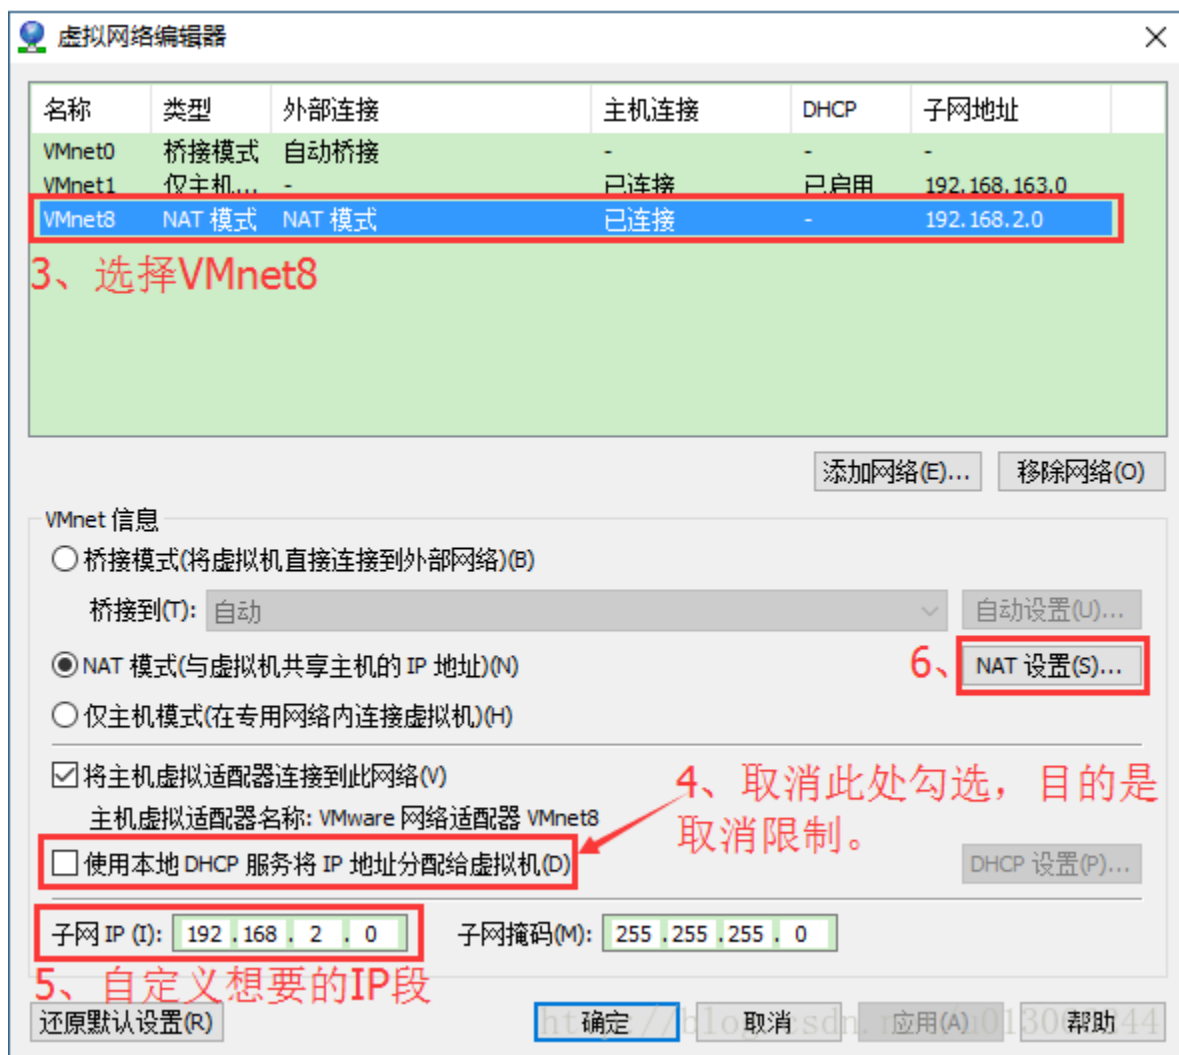 虚拟网络编辑器
名称 类型 外部连接 主机连接 DHCP 子网地址
VMnet0 桥接模式 自动桥接 - - -
VMnet1 仅主机... - 已连接 已启用 192.168.163.0
VMnet8 NAT 模式 NAT 模式 已连接 - 192.168.2.0
3、选择VMnet8
添加网络(E)... 移除网络(O)
VMnet 信息
桥接模式(将虚拟机直接连接到外部网络)(B)
桥接到(T): 自动 自动设置(U)...
NAT 模式(与虚拟机共享主机的 IP 地址)(N) 6、 NAT 设置(S)...
仅主机模式(在专用网络内连接虚拟机)(H)
将主机虚拟适配器连接到此网络(V)
4、取消此处勾选，目的是
取消限制。
主机虚拟适配器名称: VMware 网络适配器 VMnet8
使用本地 DHCP 服务将 IP 地址分配给虚拟机(D) DHCP 设置(P)...
子网 IP (I): 192 . 168 . 2 . 0 子网掩码(M): 255 . 255 . 255 . 0
5、自定义想要的IP段
还原默认设置(R) 确定 取消 应用(A) 帮助